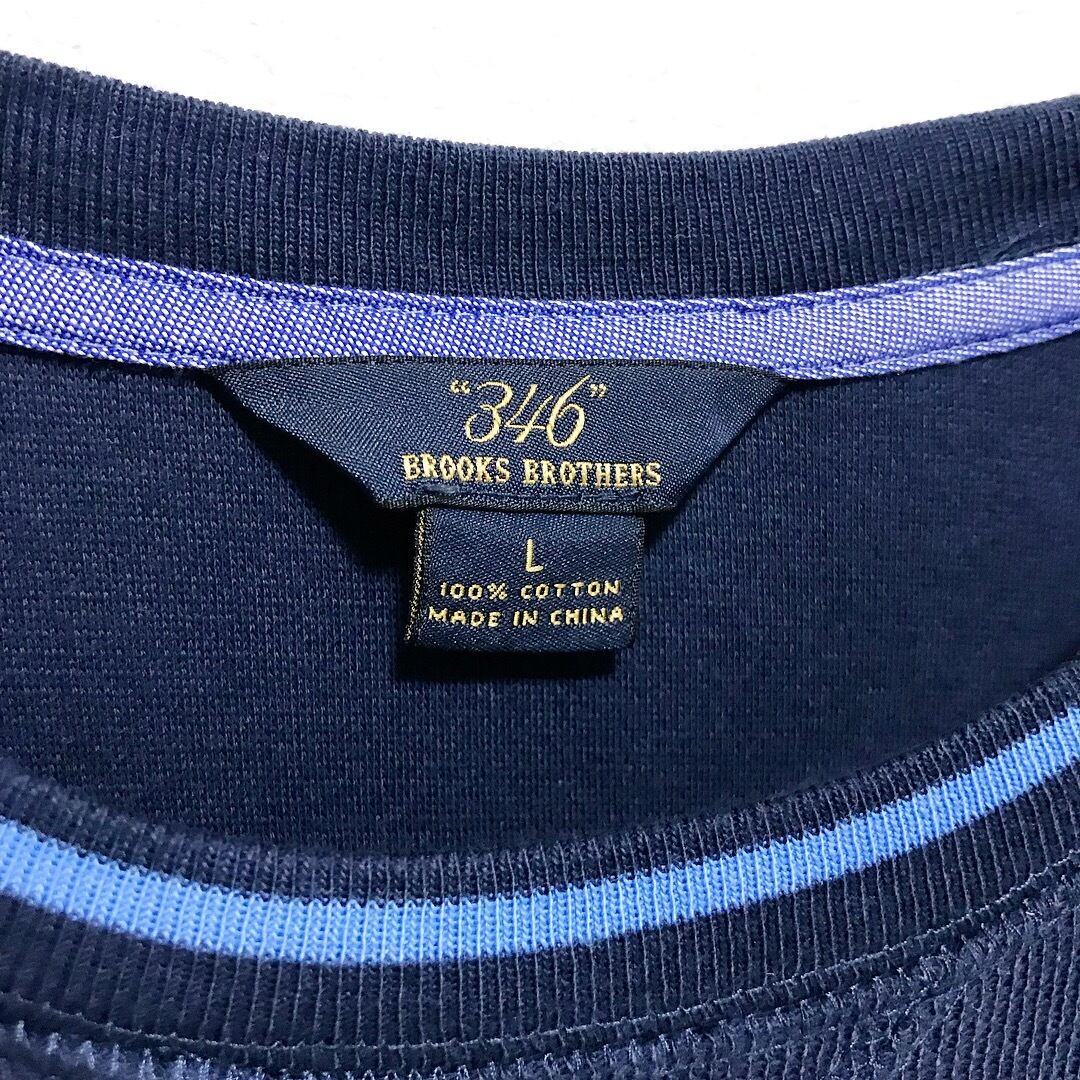 “346”
BROOKS BROTHERS
L
100% COTTON
MADE IN CHINA